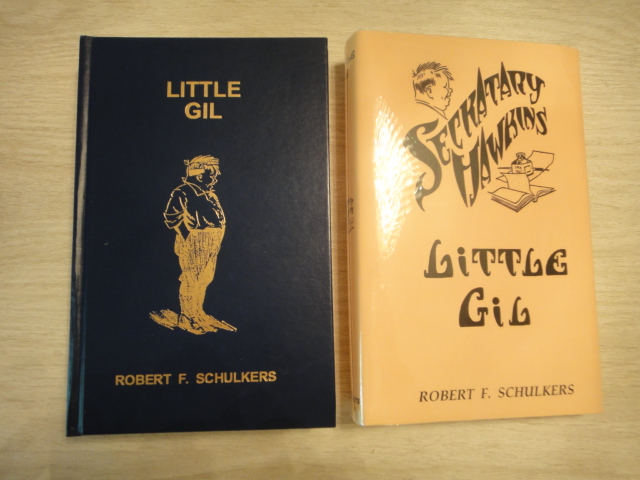 LITTLE
GIL
ROBERT F. SCHULKERS
SECKATARY
HAWKINS
LITTLE
GIL
ROBERT F. SCHULKERS